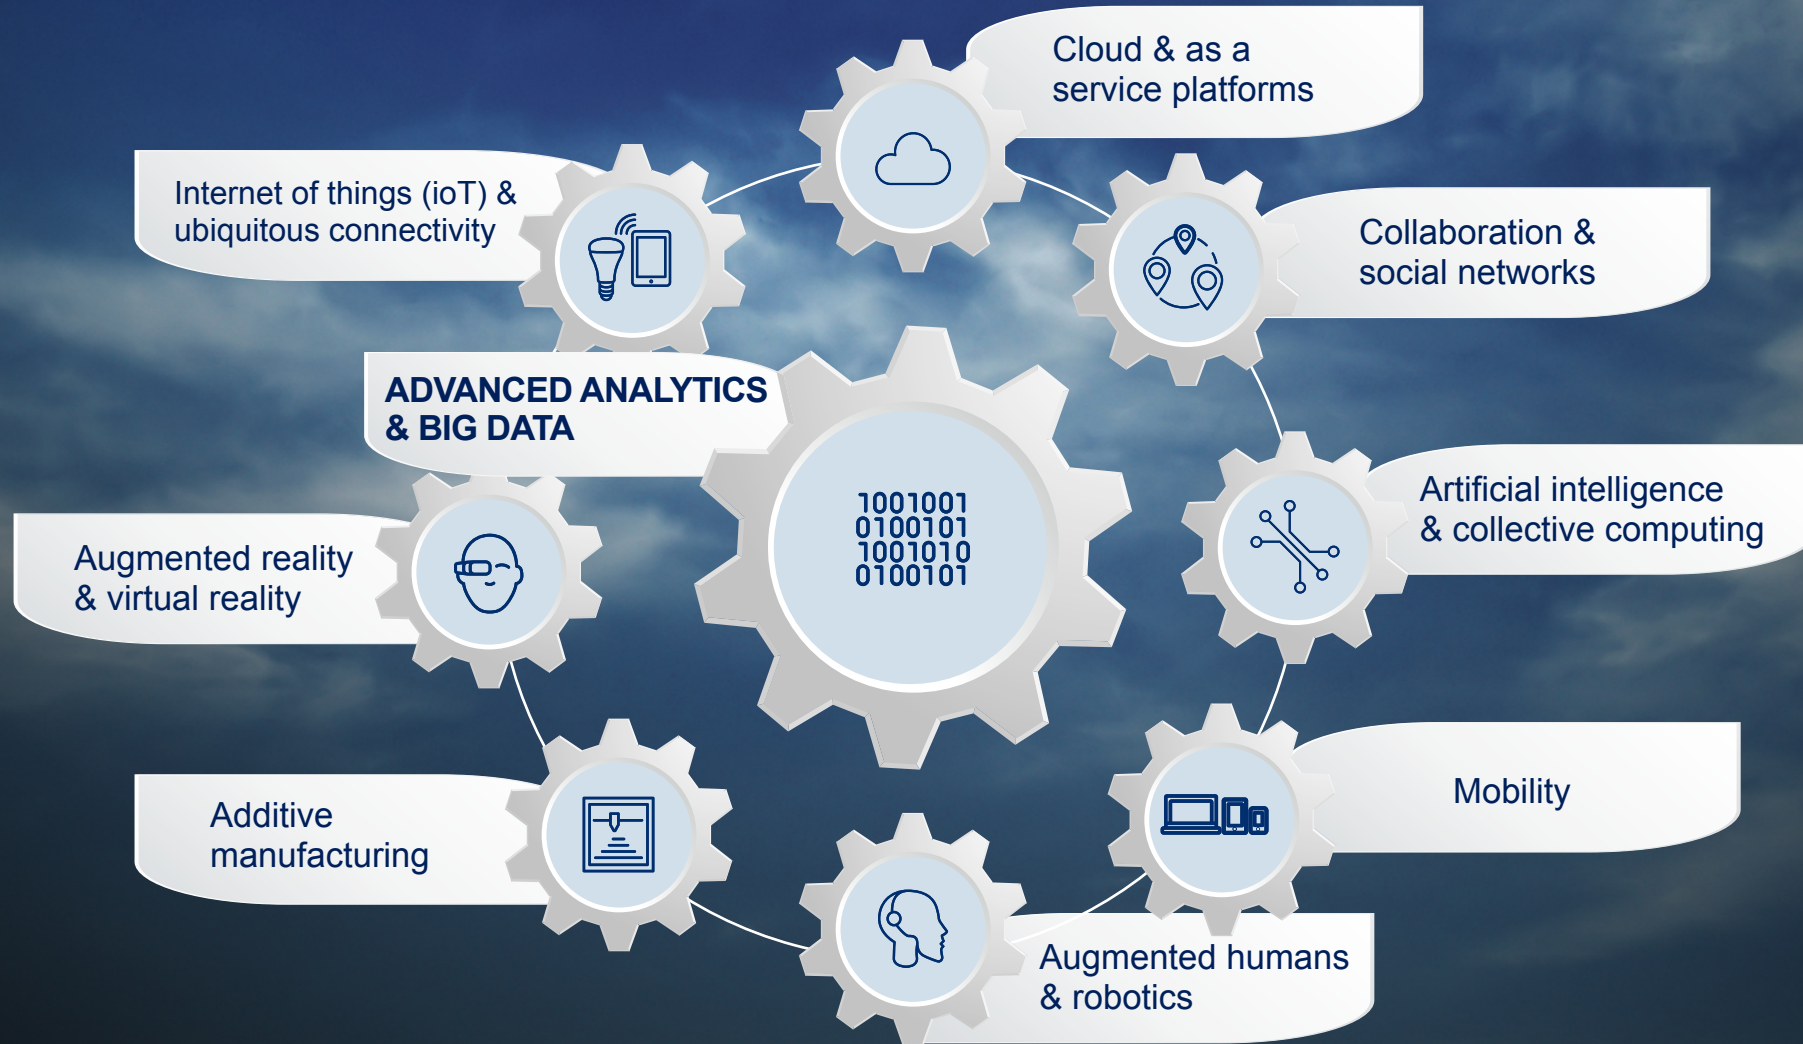 Cloud & as a
service platforms
Internet of things (ioT) &
ubiquitous connectivity
Collaboration &
social networks
ADVANCED ANALYTICS
& BIG DATA
1001001
0100101
1001010
0100101
Artificial intelligence
& collective computing
Augmented reality
& virtual reality
Mobility
Additive
manufacturing
Augmented humans
& robotics